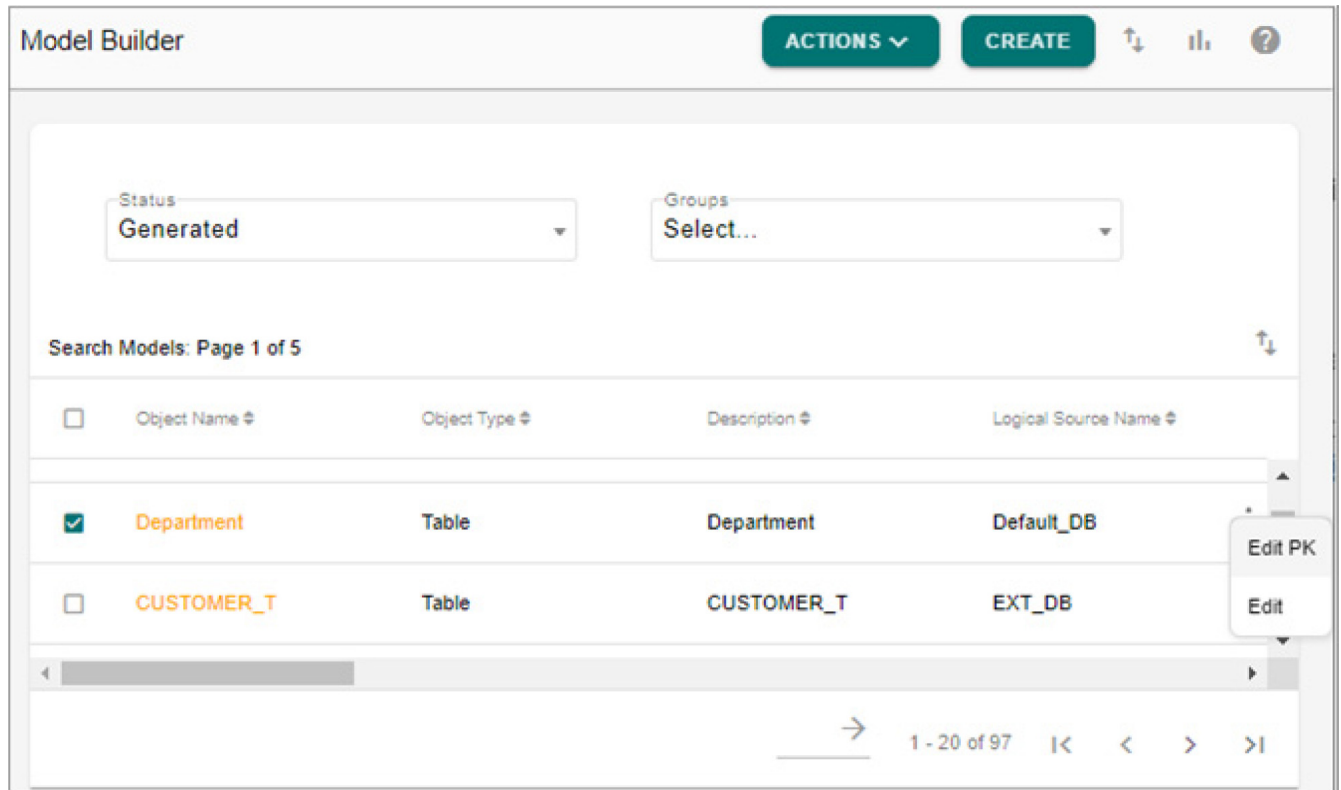 Model Builder ACTIONS CREATE
Status
Generated
Groups
Select...
Search Models: Page 1 of 5
Object Name Object Type Description Logical Source Name
Department Table Department Default_DB
Edit PK
CUSTOMER_T Table CUSTOMER_T EXT_DB
Edit
1 - 20 of 97